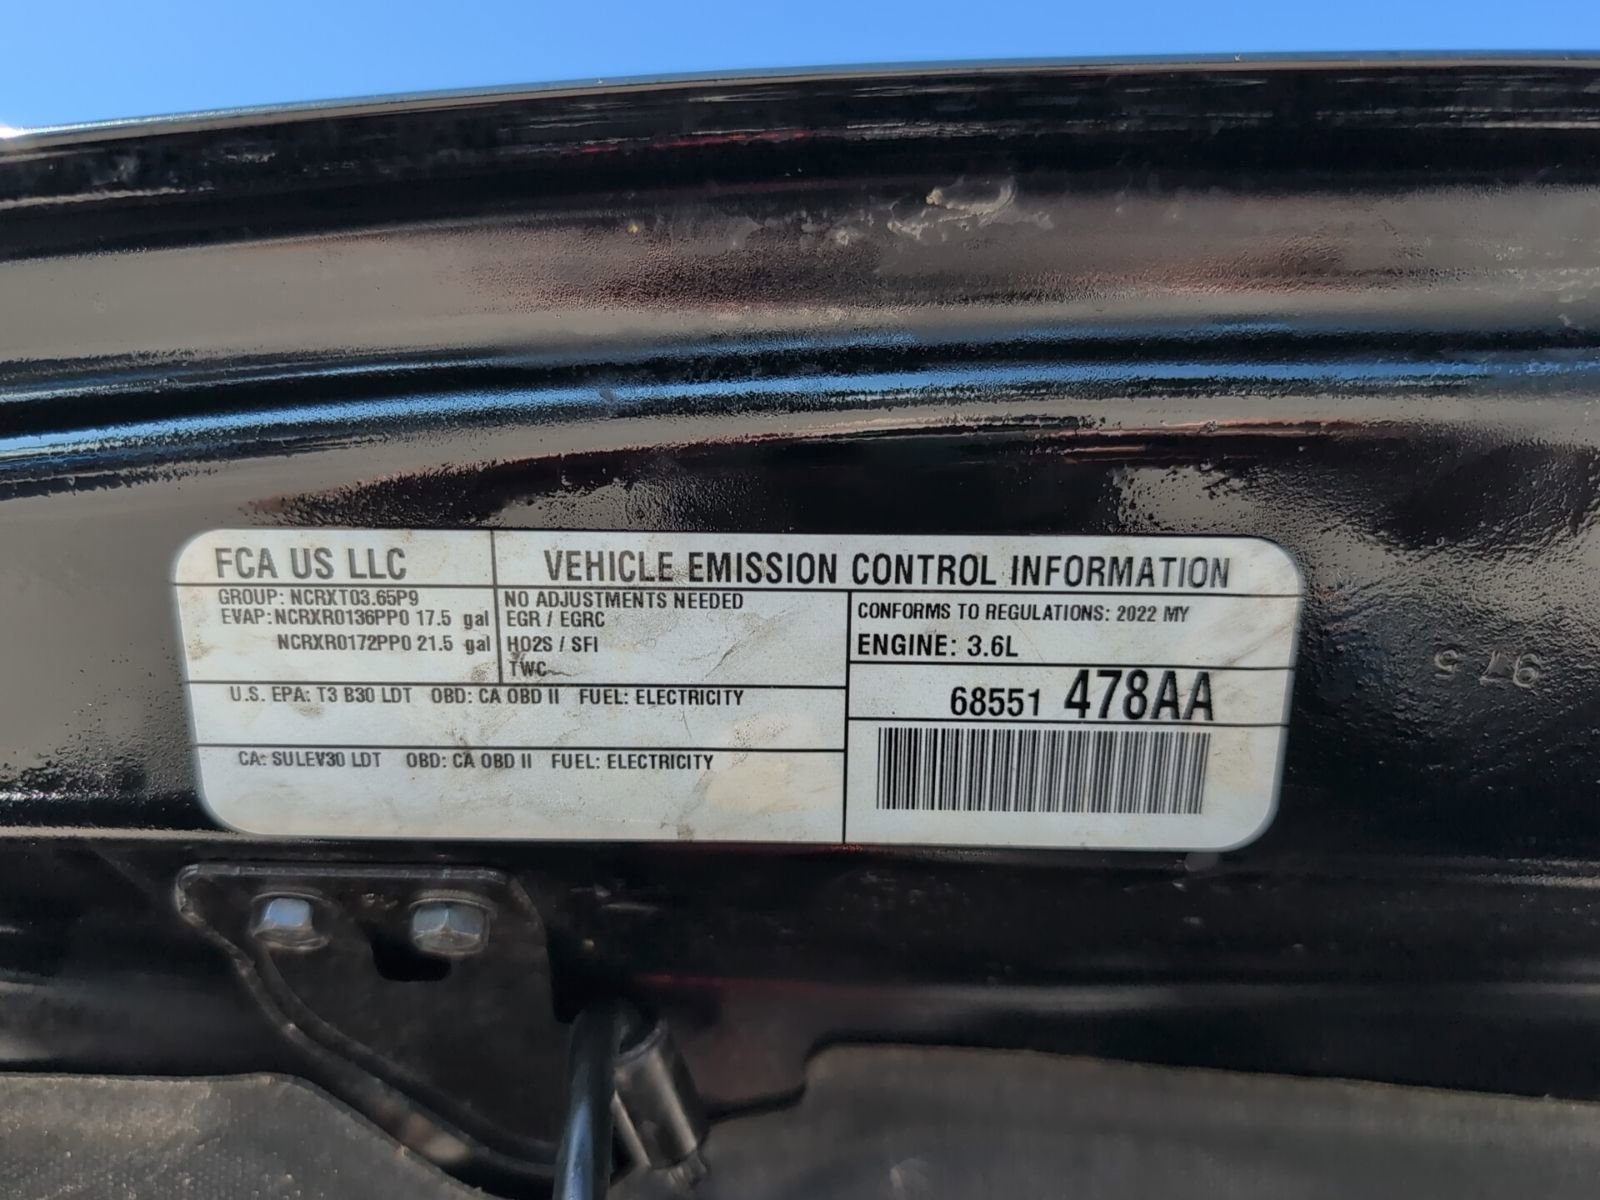 FCA US LLC
VEHICLE EMISSION CONTROL INFORMATION
GROUP: NCRXT03.65P9
EVAP: NCRXR0136PP0 17.5 gal
NCRXR0172PP0 21.5 gal
NO ADJUSTMENTS NEEDED
EGR / EGRC
HO2S / SFI
TWC
CONFORMS TO REGULATIONS: 2022 MY
ENGINE: 3.6L
68551 478AA
U.S. EPA: T3 B30 LDT OBD: CA OBD II FUEL: ELECTRICITY
CA: SULEV30 LDT OBD: CA OBD II FUEL: ELECTRICITY